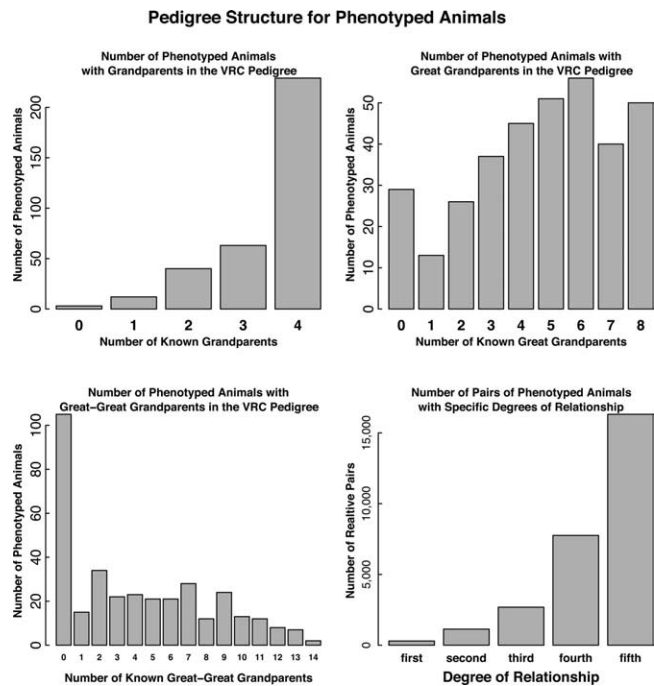 Pedigree Structure for Phenotyped Animals
Number of Phenotyped Animals
with Grandparents in the VRC Pedigree
Number of Phenotyped Animals
0
50
100
150
200
0 1 2 3 4
Number of Known Grandparents
Number of Phenotyped Animals with
Great Grandparents in the VRC Pedigree
Number of Phenotyped Animals
0
10
20
30
40
50
0 1 2 3 4 5 6 7 8
Number of Known Great Grandparents
Number of Phenotyped Animals with
Great–Great Grandparents in the VRC Pedigree
Number of Phenotyped Animals
0
20
40
60
80
100
0 1 2 3 4 5 6 7 8 9 10 11 12 13 14
Number of Known Great–Great Grandparents
Number of Pairs of Phenotyped Animals
with Specific Degrees of Relationship
Number of Realtive Pairs
0
5,000
10,000
15,000
first second third fourth fifth
Degree of Relationship